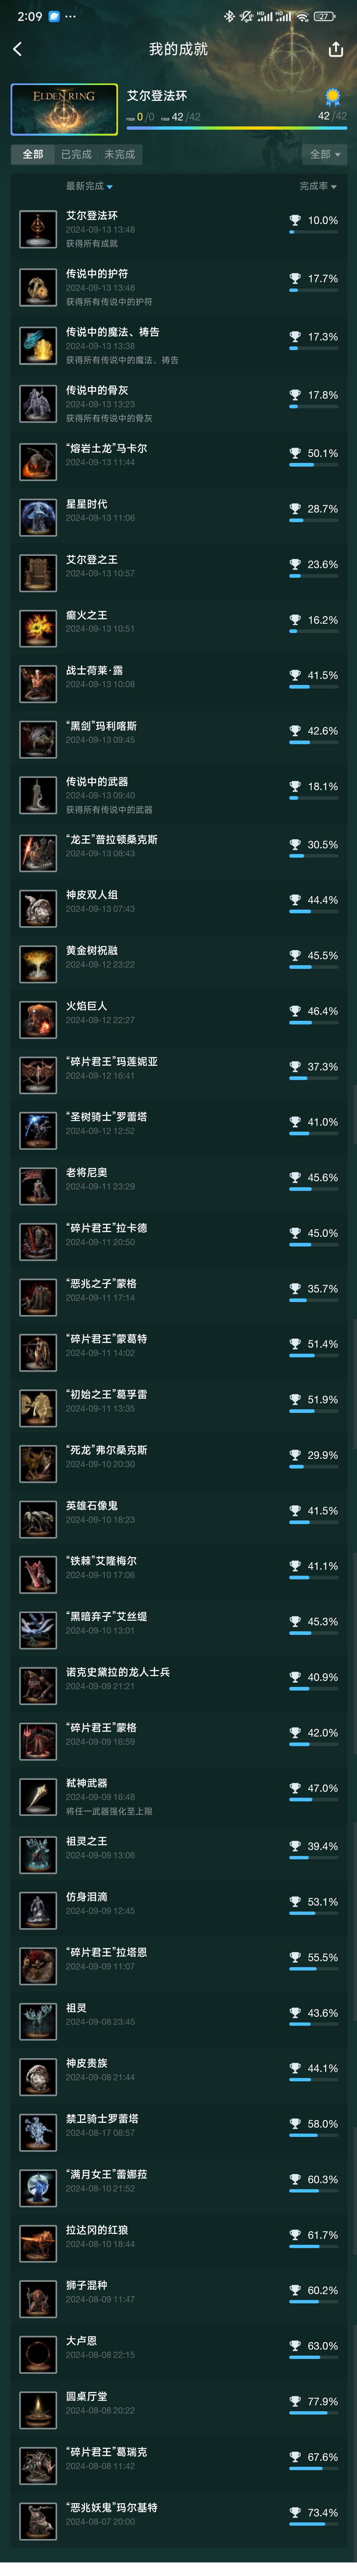 2:09
HD
HD
27
我的成就
ELDEN RING
艾尔登法环
0/0
42/42
42/42
全部
已完成
未完成
全部
最新完成
完成率
艾尔登法环
2024-09-13 13:48
获得所有成就
10.0%
传说中的护符
2024-09-13 13:48
获得所有传说中的护符
17.7%
传说中的魔法、祷告
2024-09-13 13:38
获得所有传说中的魔法、祷告
17.3%
传说中的骨灰
2024-09-13 13:23
获得所有传说中的骨灰
17.8%
“熔岩土龙”马卡尔
2024-09-13 11:44
50.1%
星星时代
2024-09-13 11:06
28.7%
艾尔登之王
2024-09-13 10:57
23.6%
癫火之王
2024-09-13 10:51
16.2%
战士荷莱·露
2024-09-13 10:08
41.5%
“黑剑”玛利喀斯
2024-09-13 09:45
42.6%
传说中的武器
2024-09-13 09:40
获得所有传说中的武器
18.1%
“龙王”普拉顿桑克斯
2024-09-13 08:43
30.5%
神皮双人组
2024-09-13 07:43
44.4%
黄金树祝融
2024-09-12 23:22
45.5%
火焰巨人
2024-09-12 22:27
46.4%
“碎片君王”玛莲妮亚
2024-09-12 16:41
37.3%
“圣树骑士”罗蕾塔
2024-09-12 12:52
41.0%
老将尼奥
2024-09-11 23:29
45.6%
“碎片君王”拉卡德
2024-09-11 20:50
45.0%
“恶兆之子”蒙格
2024-09-11 17:14
35.7%
“碎片君王”蒙葛特
2024-09-11 14:02
51.4%
“初始之王”葛孚雷
2024-09-11 13:35
51.9%
“死龙”弗尔桑克斯
2024-09-10 20:30
29.9%
英雄石像鬼
2024-09-10 18:23
41.5%
“铁棘”艾隆梅尔
2024-09-10 17:06
41.1%
“黑暗弃子”艾丝缇
2024-09-10 13:01
45.3%
诺克史黛拉的龙人士兵
2024-09-09 21:21
40.9%
“碎片君王”蒙格
2024-09-09 16:59
42.0%
弑神武器
2024-09-09 16:48
将任一武器强化至上限
47.0%
祖灵之王
2024-09-09 13:06
39.4%
仿身泪滴
2024-09-09 12:45
53.1%
“碎片君王”拉塔恩
2024-09-09 11:07
55.5%
祖灵
2024-09-08 23:45
43.6%
神皮贵族
2024-09-08 21:44
44.1%
禁卫骑士罗蕾塔
2024-08-17 08:57
58.0%
“满月女王”蕾娜菈
2024-08-10 21:52
60.3%
拉达冈的红狼
2024-08-10 18:44
61.7%
狮子混种
2024-08-09 11:47
60.2%
大卢恩
2024-08-08 22:15
63.0%
圆桌厅堂
2024-08-08 20:22
77.9%
“碎片君王”葛瑞克
2024-08-08 11:42
67.6%
“恶兆妖鬼”玛尔基特
2024-08-07 20:00
73.4%